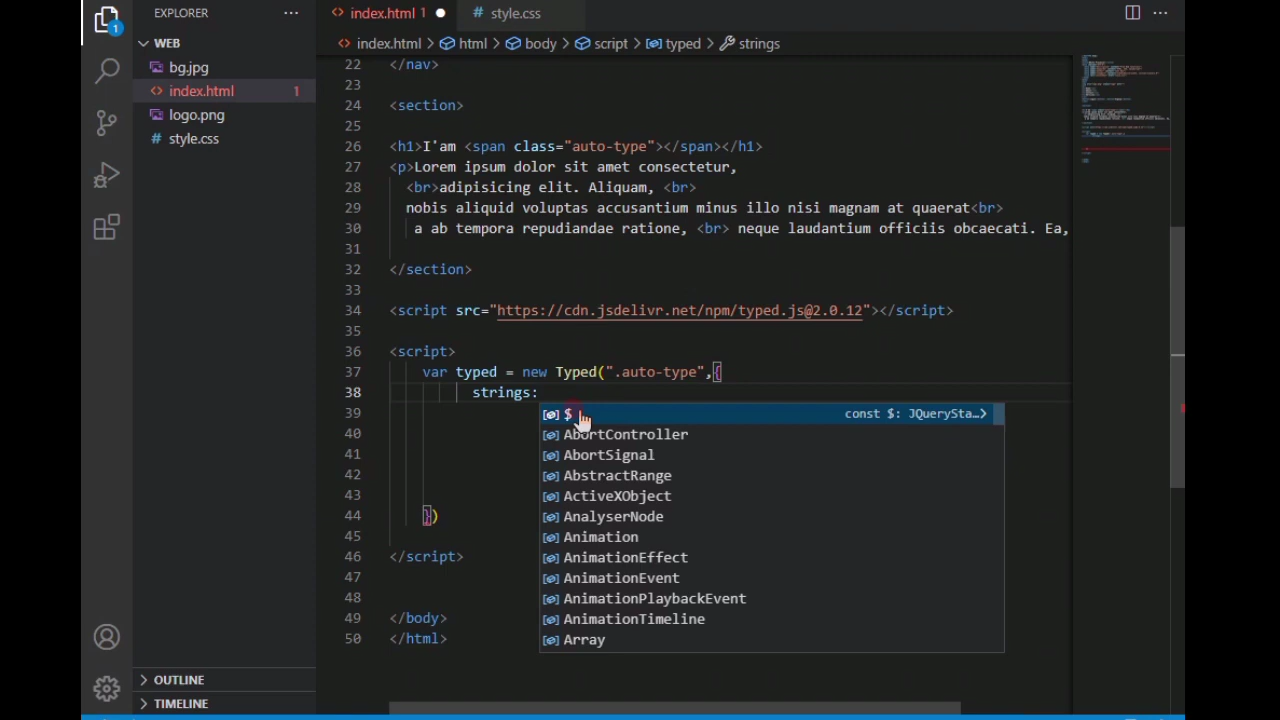 EXPLORER
index.html 1
# style.css
1
WEB
bg.jpg
index.html 1
logo.png
# style.css
OUTLINE
TIMELINE
index.html > html > body > script > typed > strings
22 </nav>
23
24 <section>
25
26 <h1>I'am <span class="auto-type"></span></h1>
27 <p>Lorem ipsum dolor sit amet consectetur,
28 <br>adipisicing elit. Aliquam, <br>
29 nobis aliquid voluptas accusantium minus illo nisi magnam at quaerat<br>
30 a ab tempora repudiandae ratione, <br> neque laudantium officiis obcaecati. Ea,
31
32 </section>
33
34 <script src="https://cdn.jsdelivr.net/npm/typed.js@2.0.12"></script>
35
36 <script>
37 var typed = new Typed(".auto-type",{
38 strings:
39
40
41
42
43
44 })
45
46 </script>
47
48
49 </body>
50 </html>
$ const $: JQuerySta…>
AbortController
AbortSignal
AbstractRange
ActiveXObject
AnalyserNode
Animation
AnimationEffect
AnimationEvent
AnimationPlaybackEvent
AnimationTimeline
Array